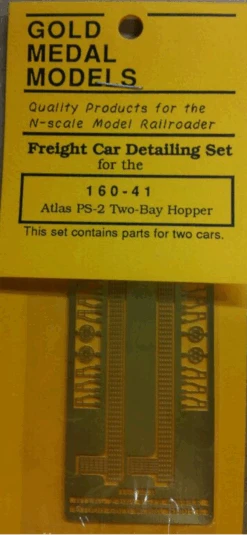 GOLD
MEDAL
MODELS
Quality Products for the
N-scale Model Railroader
Freight Car Detailing Set
for the
160-41
Atlas PS-2 Two-Bay Hopper
This set contains parts for two cars.